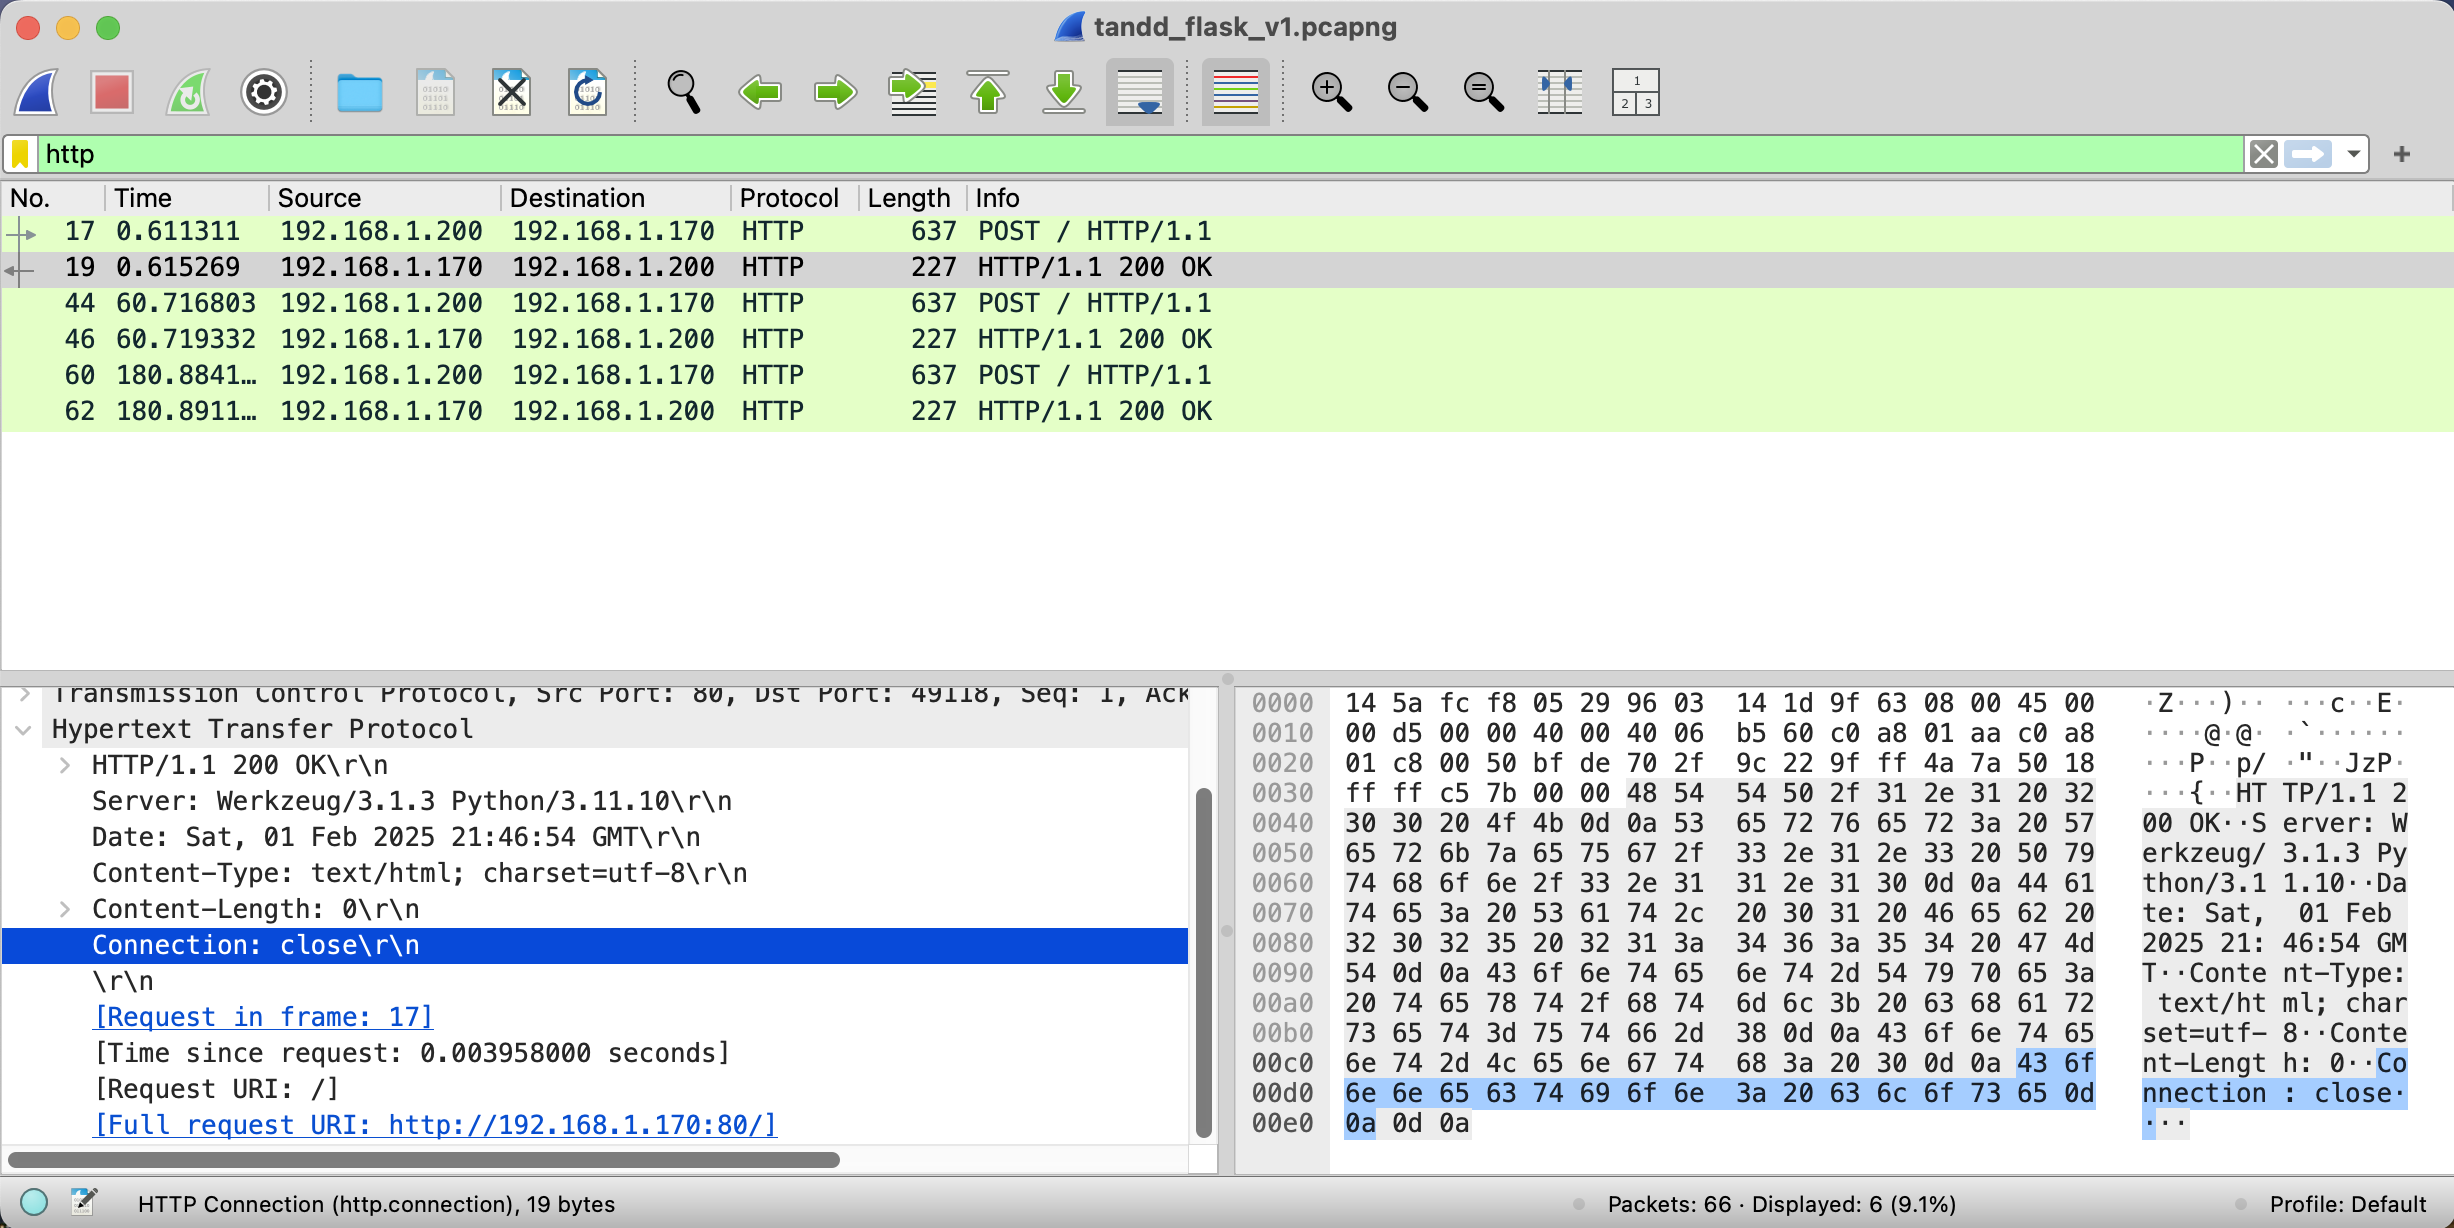 tandd_flask_v1.pcapng
http
No. Time Source Destination Protocol Length Info
17 0.611311 192.168.1.200 192.168.1.170 HTTP 637 POST / HTTP/1.1
19 0.615269 192.168.1.170 192.168.1.200 HTTP 227 HTTP/1.1 200 OK
44 60.716803 192.168.1.200 192.168.1.170 HTTP 637 POST / HTTP/1.1
46 60.719332 192.168.1.170 192.168.1.200 HTTP 227 HTTP/1.1 200 OK
60 180.8841… 192.168.1.200 192.168.1.170 HTTP 637 POST / HTTP/1.1
62 180.8911… 192.168.1.170 192.168.1.200 HTTP 227 HTTP/1.1 200 OK
Transmission Control Protocol, Src Port: 80, Dst Port: 49118, Seq: 1, Ack
Hypertext Transfer Protocol
HTTP/1.1 200 OK\r\n
Server: Werkzeug/3.1.3 Python/3.11.10\r\n
Date: Sat, 01 Feb 2025 21:46:54 GMT\r\n
Content-Type: text/html; charset=utf-8\r\n
Content-Length: 0\r\n
Connection: close\r\n
\r\n
[Request in frame: 17]
[Time since request: 0.003958000 seconds]
[Request URI: /]
[Full request URI: http://192.168.1.170:80/]
0000 14 5a fc f8 05 29 96 03 14 1d 9f 63 08 00 45 00 ·Z···)·· ···c··E·
0010 00 d5 00 00 40 00 40 06 b5 60 c0 a8 01 aa c0 a8 ····@·@· ·`······
0020 01 c8 00 50 bf de 70 2f 9c 22 9f ff 4a 7a 50 18 ···P··p/ ·"··JzP·
0030 ff ff c5 7b 00 00 48 54 54 50 2f 31 2e 31 20 32 ···{··HT TP/1.1 2
0040 30 30 20 4f 4b 0d 0a 53 65 72 76 65 72 3a 20 57 00 OK··S erver: W
0050 65 72 6b 7a 65 75 67 2f 33 2e 31 2e 33 20 50 79 erkzeug/ 3.1.3 Py
0060 74 68 6f 6e 2f 33 2e 31 31 2e 31 30 0d 0a 44 61 thon/3.1 1.10··Da
0070 74 65 3a 20 53 61 74 2c 20 30 31 20 46 65 62 20 te: Sat, 01 Feb
0080 32 30 32 35 20 32 31 3a 34 36 3a 35 34 20 47 4d 2025 21: 46:54 GM
0090 54 0d 0a 43 6f 6e 74 65 6e 74 2d 54 79 70 65 3a T··Conte nt-Type:
00a0 20 74 65 78 74 2f 68 74 6d 6c 3b 20 63 68 61 72 text/ht ml; char
00b0 73 65 74 3d 75 74 66 2d 38 0d 0a 43 6f 6e 74 65 set=utf- 8··Conte
00c0 6e 74 2d 4c 65 6e 67 74 68 3a 20 30 0d 0a 43 6f nt-Lengt h: 0··Co
00d0 6e 6e 65 63 74 69 6f 6e 3a 20 63 6c 6f 73 65 0d nnection : close·
00e0 0a 0d 0a ···
HTTP Connection (http.connection), 19 bytes
Packets: 66 · Displayed: 6 (9.1%)
Profile: Default